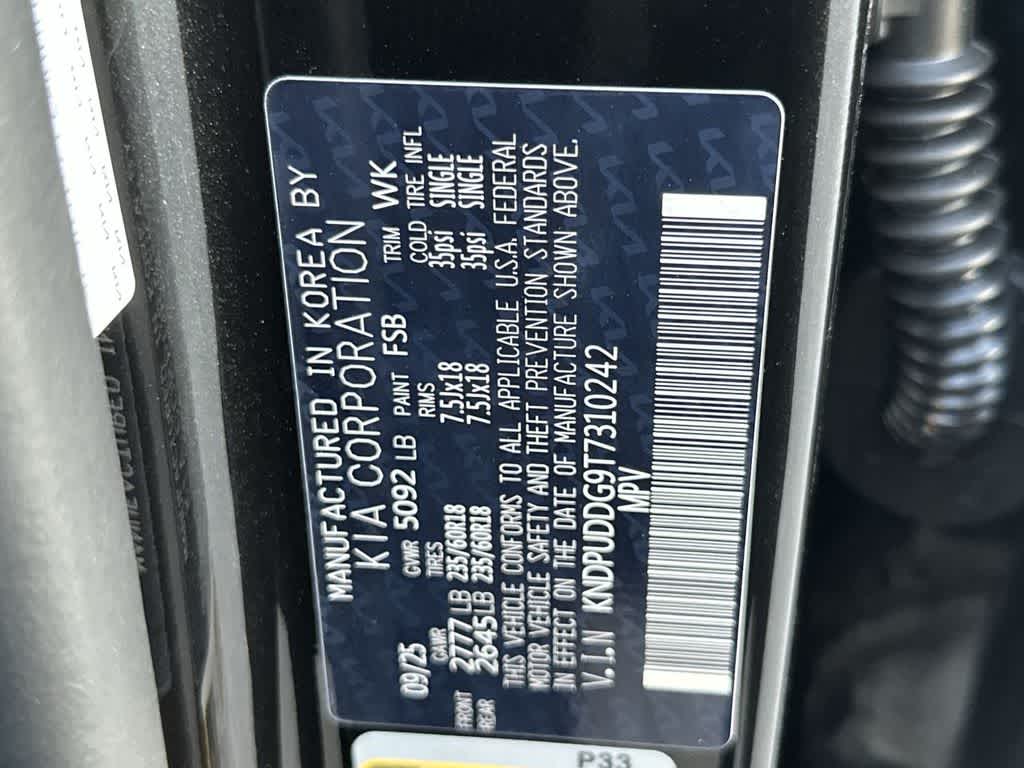 MANUFACTURED IN KOREA BY
KIA CORPORATION
09/25 GVWR 5092 LB PAINT FSB TRIM WK
GAWR TIRES RIMS COLD TIRE INFL
FRONT 2777LB 235/60R18 7.5Jx18 35psi SINGLE
REAR 2645LB 235/60R18 7.5Jx18 35psi SINGLE
THIS VEHICLE CONFORMS TO ALL APPLICABLE U.S.A. FEDERAL
MOTOR VEHICLE SAFETY AND THEFT PREVENTION STANDARDS
IN EFFECT ON THE DATE OF MANUFACTURE SHOWN ABOVE.
V.I.N KNDPUDDG9T7310242
MPV
P33